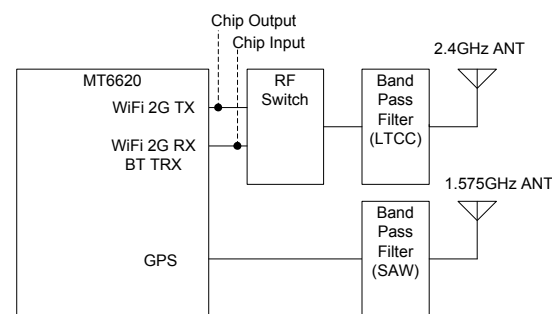 Chip Output
Chip Input
2.4GHz ANT
MT6620
RF
Switch
Band
Pass
Filter
(LTCC)
WiFi 2G TX
WiFi 2G RX
BT TRX
1.575GHz ANT
Band
Pass
Filter
(SAW)
GPS